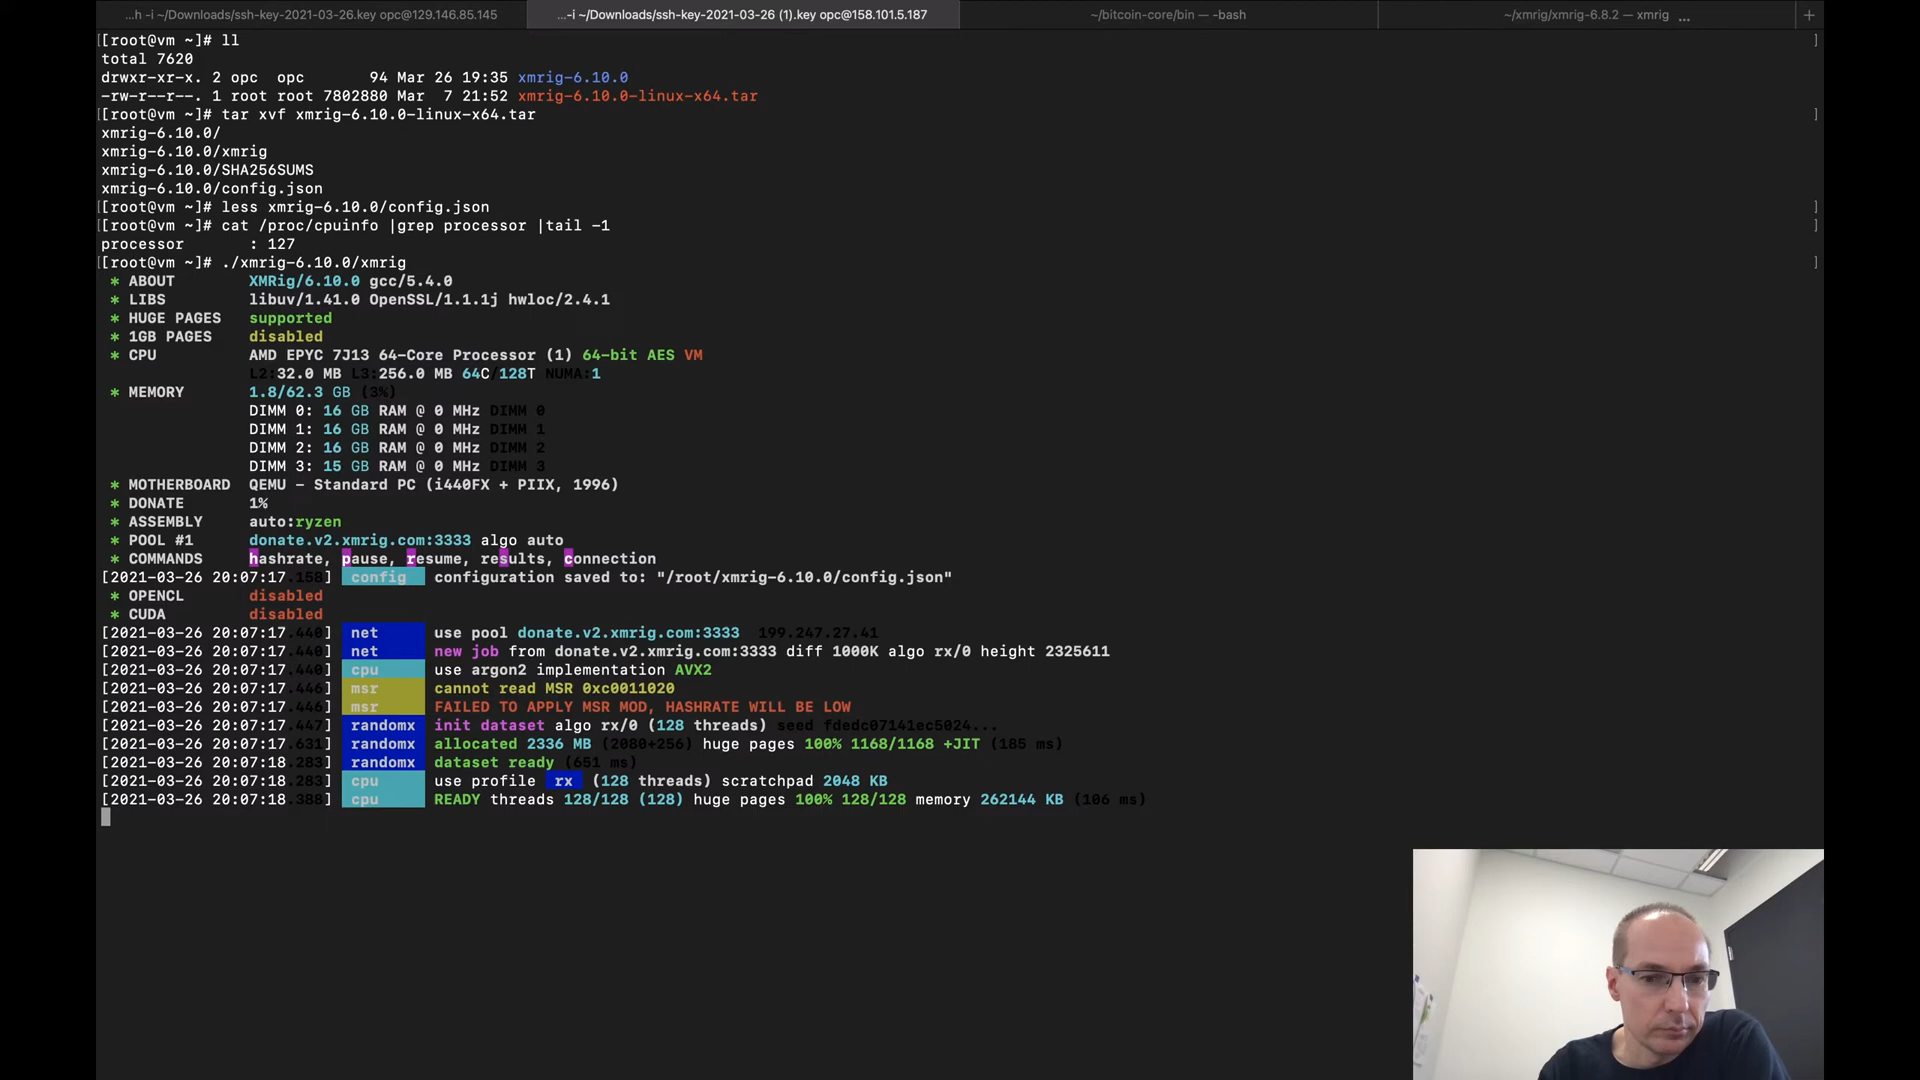 ...h -i ~/Downloads/ssh-key-2021-03-26.key opc@129.146.85.145
...-i ~/Downloads/ssh-key-2021-03-26 (1).key opc@158.101.5.187
~/bitcoin-core/bin — -bash
~/xmrig/xmrig-6.8.2 — xmrig ...
+
[[root@vm ~]# ll ]
total 7620
drwxr-xr-x. 2 opc  opc       94 Mar 26 19:35 xmrig-6.10.0
-rw-r--r--. 1 root root 7802880 Mar  7 21:52 xmrig-6.10.0-linux-x64.tar
[[root@vm ~]# tar xvf xmrig-6.10.0-linux-x64.tar ]
xmrig-6.10.0/
xmrig-6.10.0/xmrig
xmrig-6.10.0/SHA256SUMS
xmrig-6.10.0/config.json
[[root@vm ~]# less xmrig-6.10.0/config.json ]
[[root@vm ~]# cat /proc/cpuinfo |grep processor |tail -1 ]
processor       : 127
[[root@vm ~]# ./xmrig-6.10.0/xmrig ]
* ABOUT        XMRig/6.10.0 gcc/5.4.0
* LIBS         libuv/1.41.0 OpenSSL/1.1.1j hwloc/2.4.1
* HUGE PAGES   supported
* 1GB PAGES    disabled
* CPU          AMD EPYC 7J13 64-Core Processor (1) 64-bit AES VM
L2:32.0 MB L3:256.0 MB 64C/128T NUMA:1
* MEMORY       1.8/62.3 GB (3%)
DIMM 0: 16 GB RAM @ 0 MHz DIMM 0
DIMM 1: 16 GB RAM @ 0 MHz DIMM 1
DIMM 2: 16 GB RAM @ 0 MHz DIMM 2
DIMM 3: 15 GB RAM @ 0 MHz DIMM 3
* MOTHERBOARD  QEMU - Standard PC (i440FX + PIIX, 1996)
* DONATE       1%
* ASSEMBLY     auto:ryzen
* POOL #1      donate.v2.xmrig.com:3333 algo auto
* COMMANDS     hashrate, pause, resume, results, connection
[2021-03-26 20:07:17.158]  config  configuration saved to: "/root/xmrig-6.10.0/config.json"
* OPENCL       disabled
* CUDA         disabled
[2021-03-26 20:07:17.440]  net     use pool donate.v2.xmrig.com:3333  199.247.27.41
[2021-03-26 20:07:17.440]  net     new job from donate.v2.xmrig.com:3333 diff 1000K algo rx/0 height 2325611
[2021-03-26 20:07:17.440]  cpu     use argon2 implementation AVX2
[2021-03-26 20:07:17.446]  msr     cannot read MSR 0xc0011020
[2021-03-26 20:07:17.446]  msr     FAILED TO APPLY MSR MOD, HASHRATE WILL BE LOW
[2021-03-26 20:07:17.447]  randomx init dataset algo rx/0 (128 threads) seed fdedc07141ec5024...
[2021-03-26 20:07:17.631]  randomx allocated 2336 MB (2080+256) huge pages 100% 1168/1168 +JIT (185 ms)
[2021-03-26 20:07:18.283]  randomx dataset ready (651 ms)
[2021-03-26 20:07:18.283]  cpu     use profile  rx  (128 threads) scratchpad 2048 KB
[2021-03-26 20:07:18.388]  cpu     READY threads 128/128 (128) huge pages 100% 128/128 memory 262144 KB (106 ms)